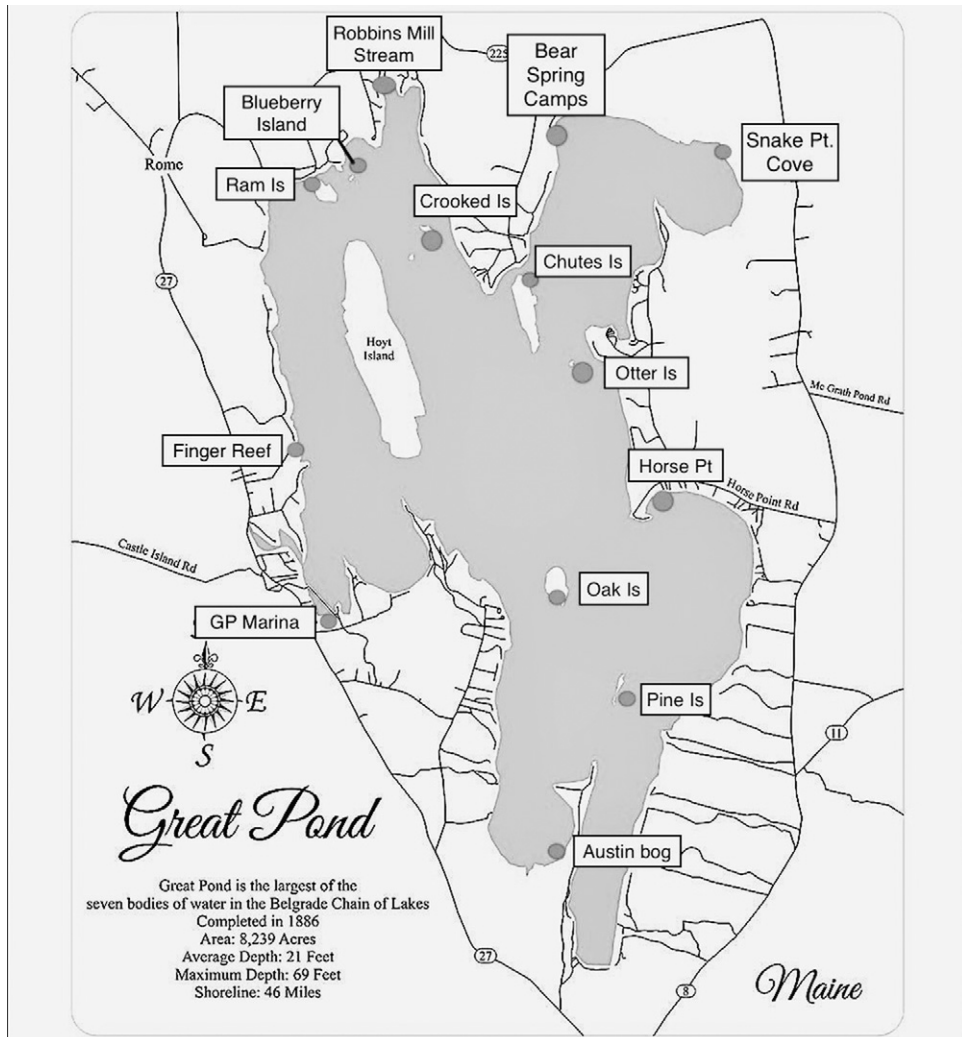 Robbins Mill
Stream
225
Bear
Spring
Camps
Blueberry
Island
Snake Pt.
Cove
Rome
Ram Is
Crooked Is
Chutes Is
27
Hoyt
Island
Otter Is
Mc Grath Pond Rd
Finger Reef
Horse Pt
Horse Point Rd
Castle Island Rd
Oak Is
GP Marina
W E
S
Pine Is
11
Great Pond
Austin bog
Great Pond is the largest of the
seven bodies of water in the Belgrade Chain of Lakes
Completed in 1886
Area: 8,239 Acres
Average Depth: 21 Feet
Maximum Depth: 69 Feet
Shoreline: 46 Miles
27
8
Maine